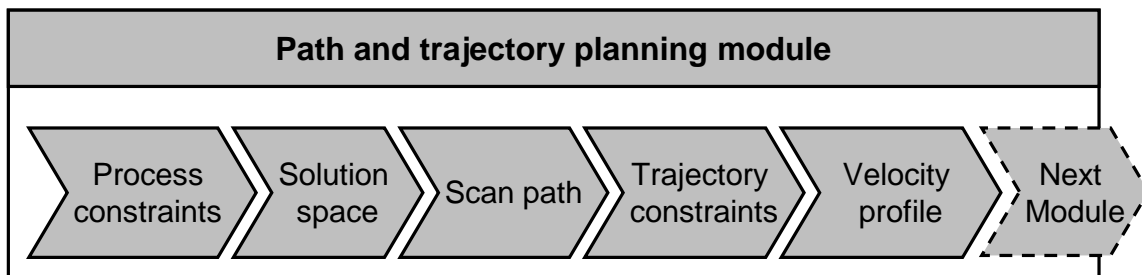 Path and trajectory planning module
Process
constraints
Solution
space
Scan path
Trajectory
constraints
Velocity
profile
Next
Module